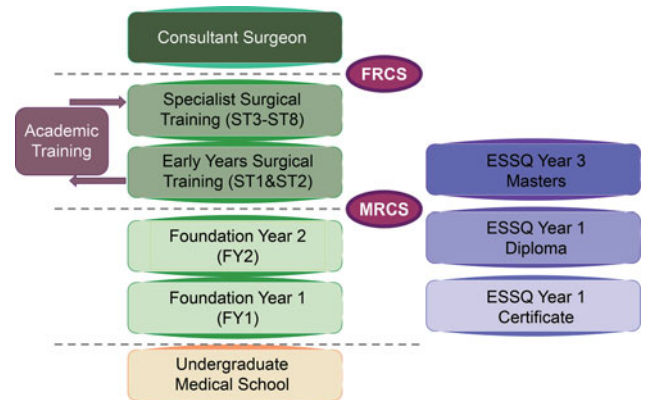 Consultant Surgeon
FRCS
Specialist Surgical
Training (ST3-ST8)
Academic
Training
Early Years Surgical
Training (ST1&ST2)
ESSQ Year 3
Masters
MRCS
Foundation Year 2
(FY2)
ESSQ Year 1
Diploma
Foundation Year 1
(FY1)
ESSQ Year 1
Certificate
Undergraduate
Medical School